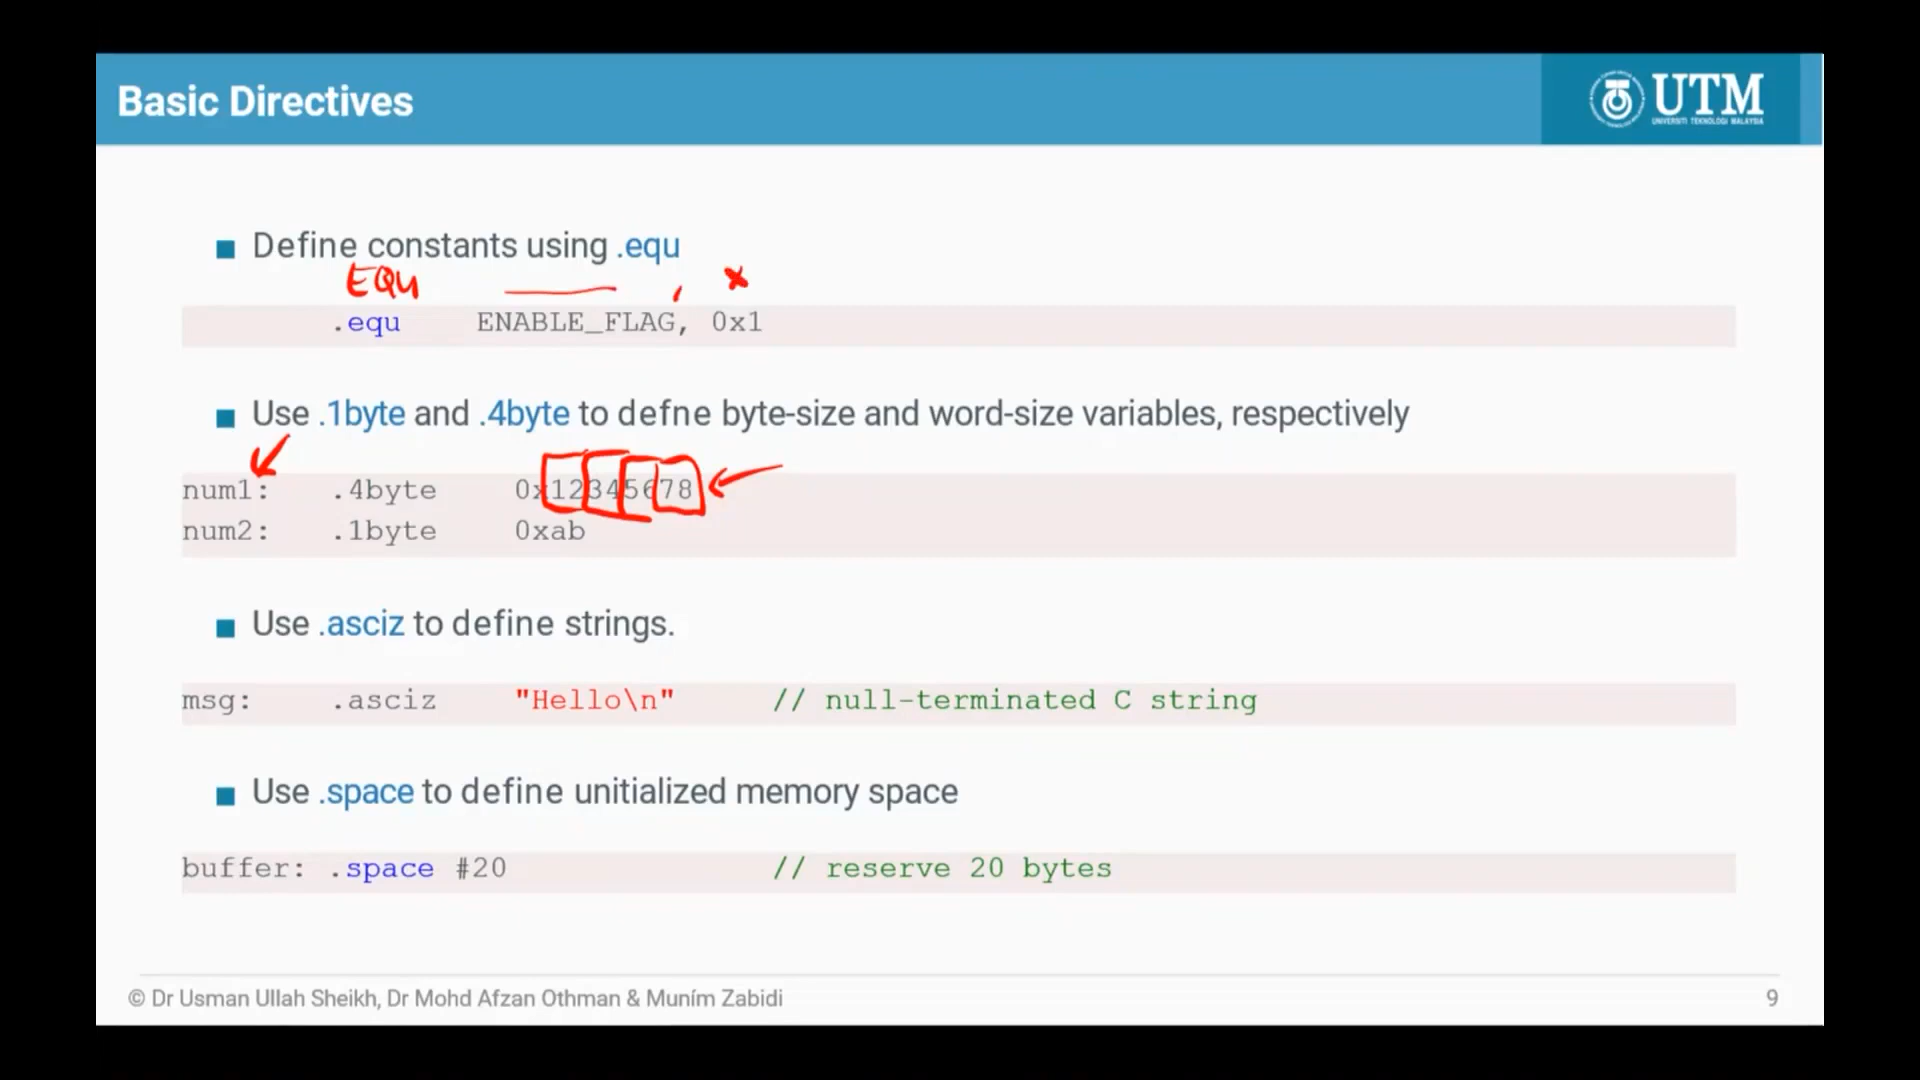 Basic Directives
UTM
UNIVERSITI TEKNOLOGI MALAYSIA
Define constants using .equ
EQU , x
.equ ENABLE_FLAG, 0x1
Use .1byte and .4byte to defne byte-size and word-size variables, respectively
num1: .4byte 0x12345678
num2: .1byte 0xab
Use .asciz to define strings.
msg: .asciz "Hello\n" // null-terminated C string
Use .space to define unitialized memory space
buffer: .space #20 // reserve 20 bytes
© Dr Usman Ullah Sheikh, Dr Mohd Afzan Othman & Muním Zabidi
9